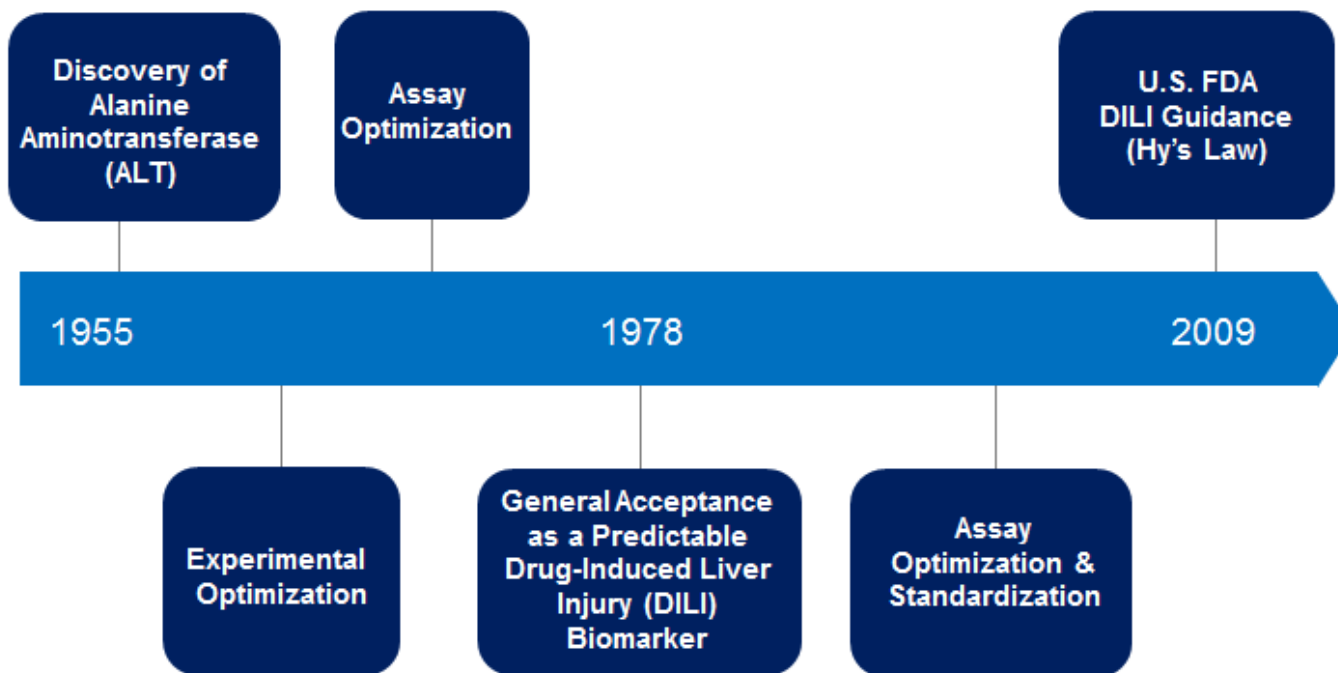 Discovery of
Alanine
Aminotransferase
(ALT)
Assay
Optimization
U.S. FDA
DILI Guidance
(Hy's Law)
1955
1978
2009
Experimental
Optimization
General Acceptance
as a Predictable
Drug-Induced Liver
Injury (DILI)
Biomarker
Assay
Optimization &
Standardization